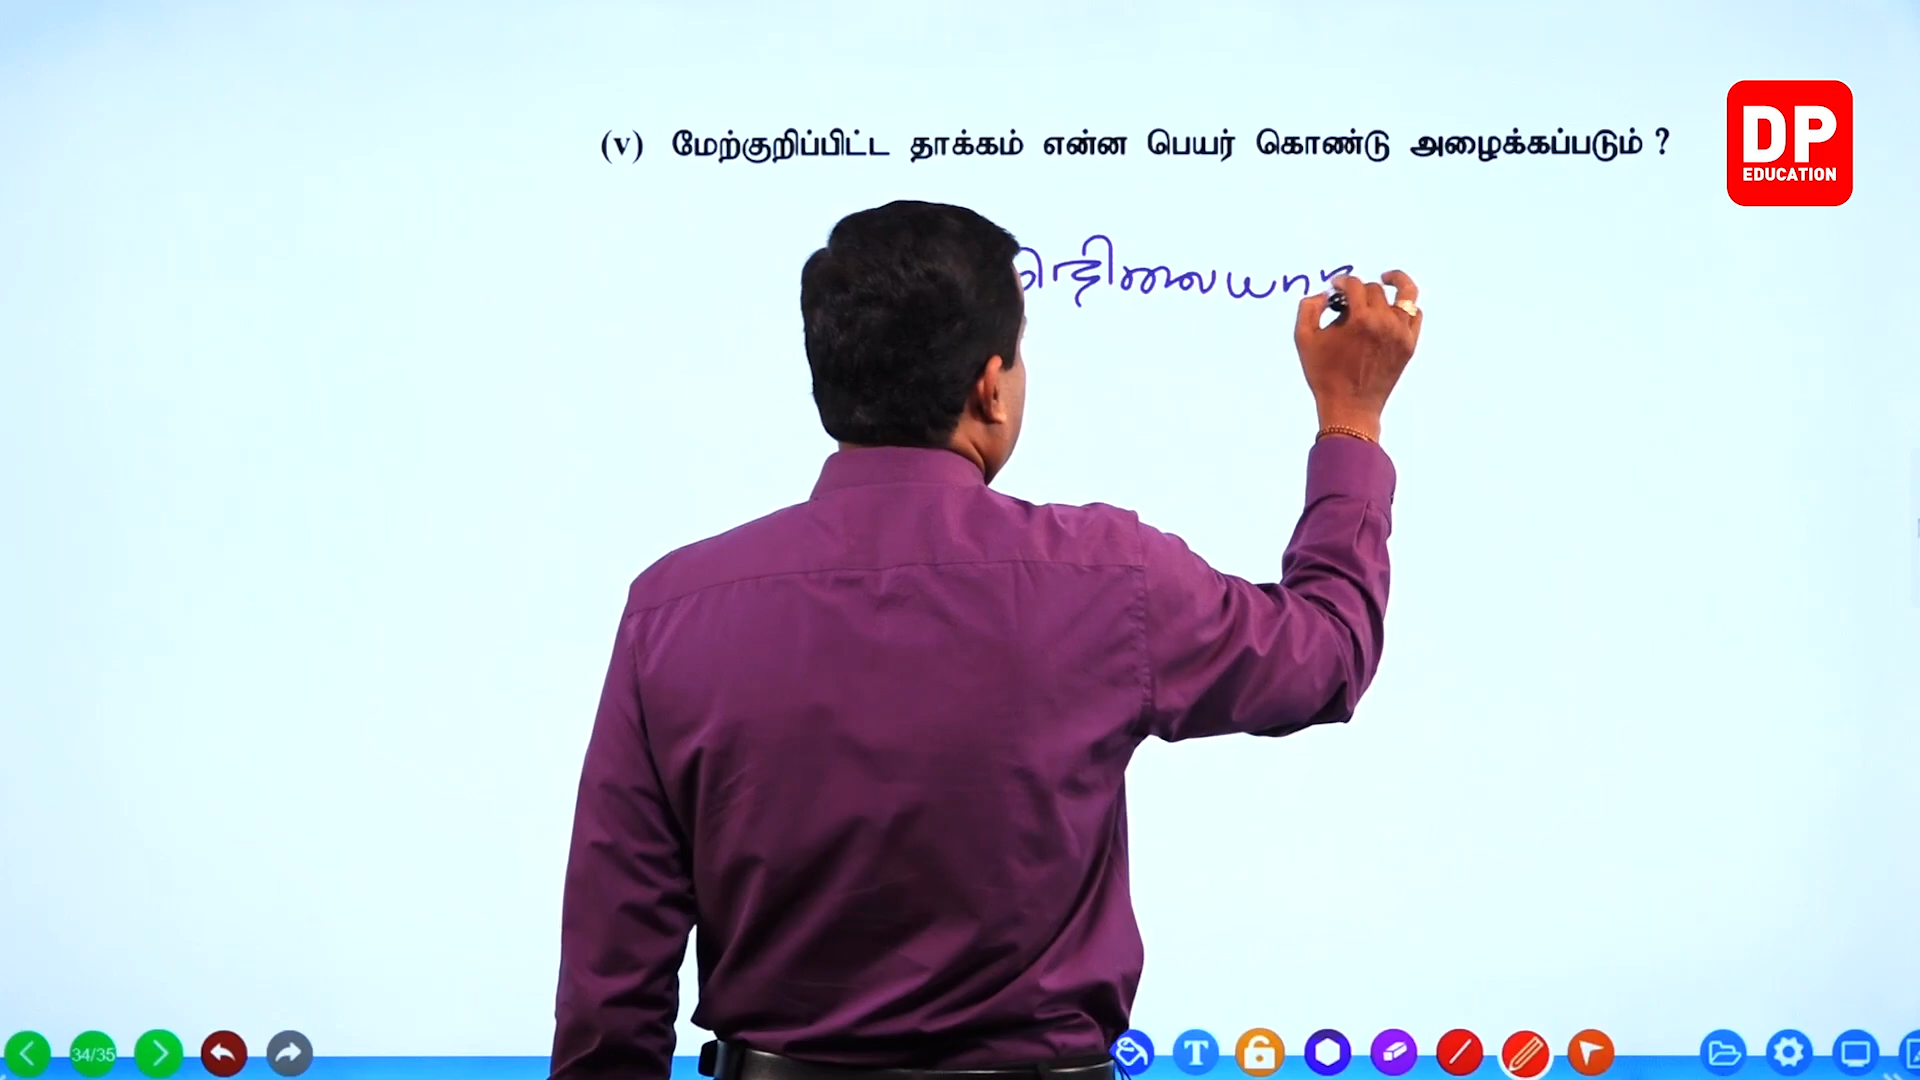 (v) மேற்குறிப்பிட்ட தாக்கம் என்ன பெயர் கொண்டு அழைக்கப்படும் ?
DP
EDUCATION
34/35
T